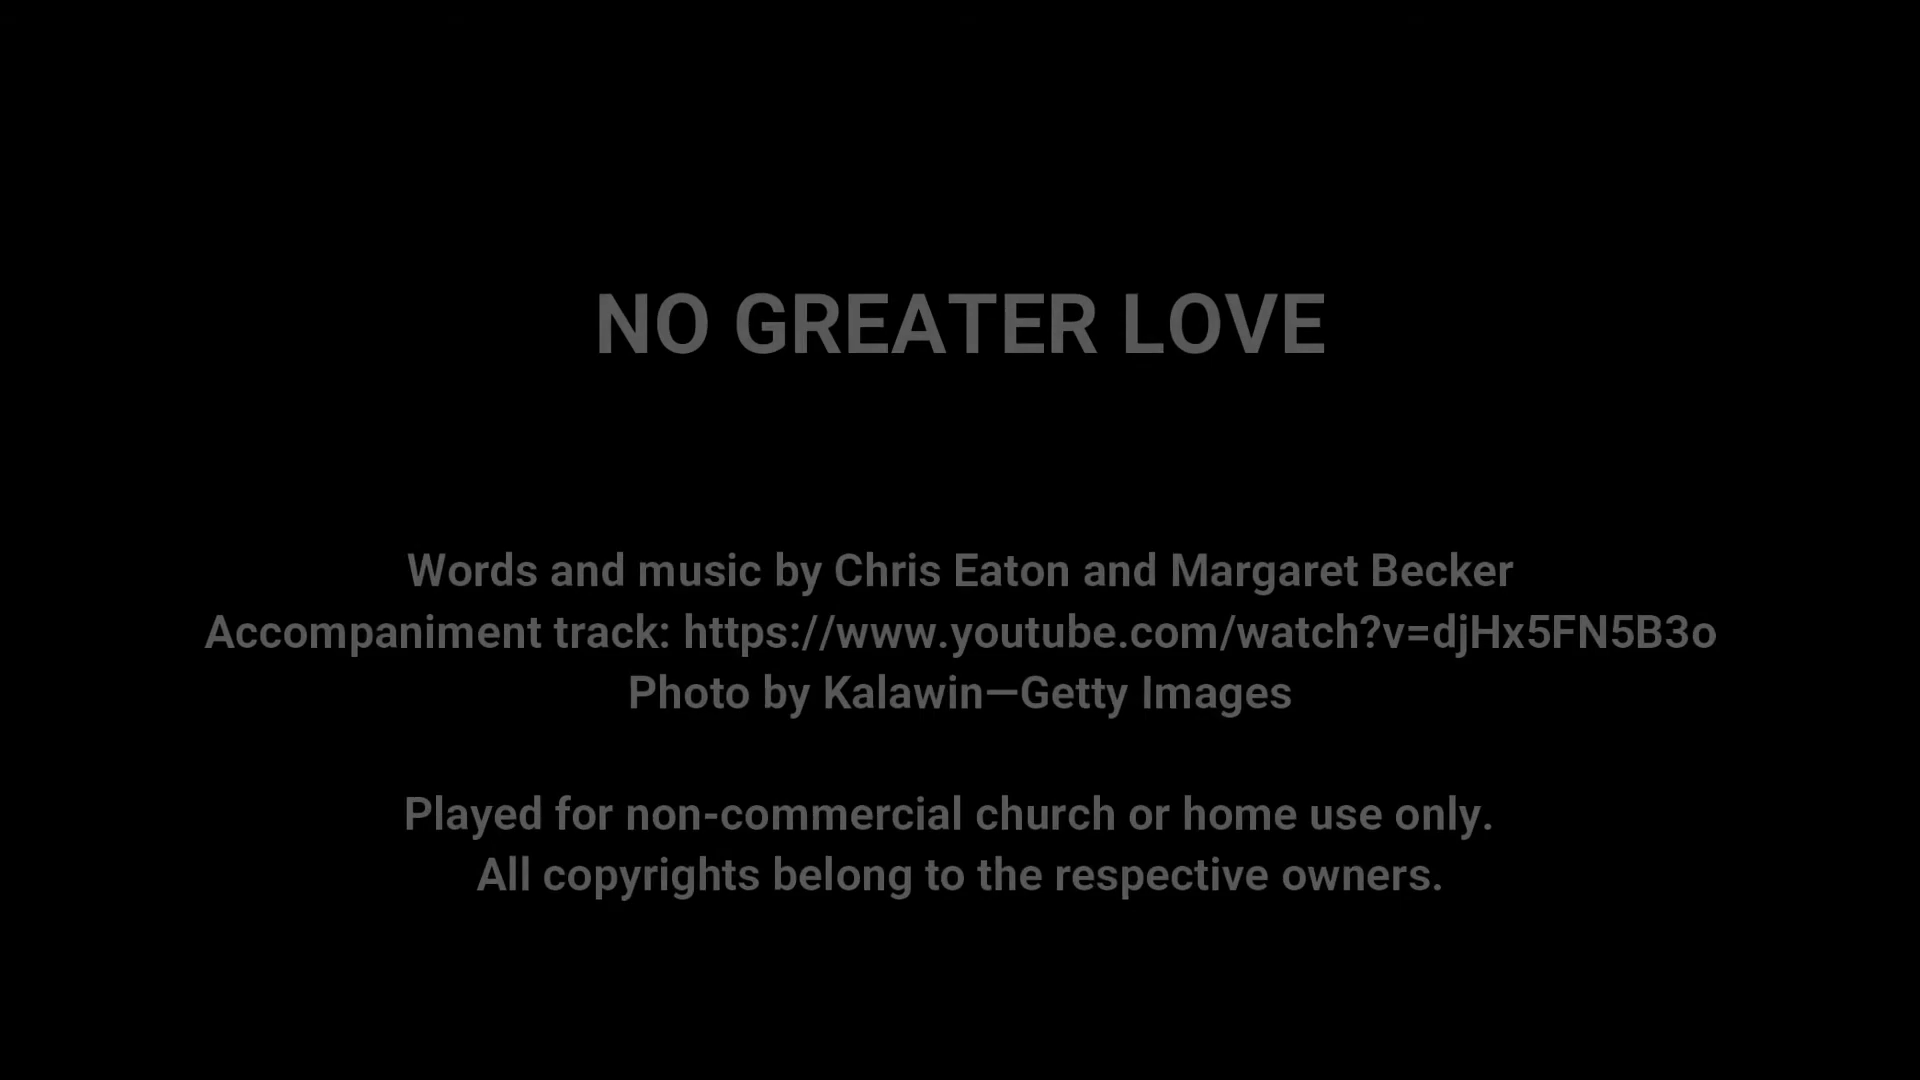 NO GREATER LOVE
Words and music by Chris Eaton and Margaret Becker
Accompaniment track: https://www.youtube.com/watch?v=djHx5FN5B3o
Photo by Kalawin—Getty Images
Played for non-commercial church or home use only.
All copyrights belong to the respective owners.